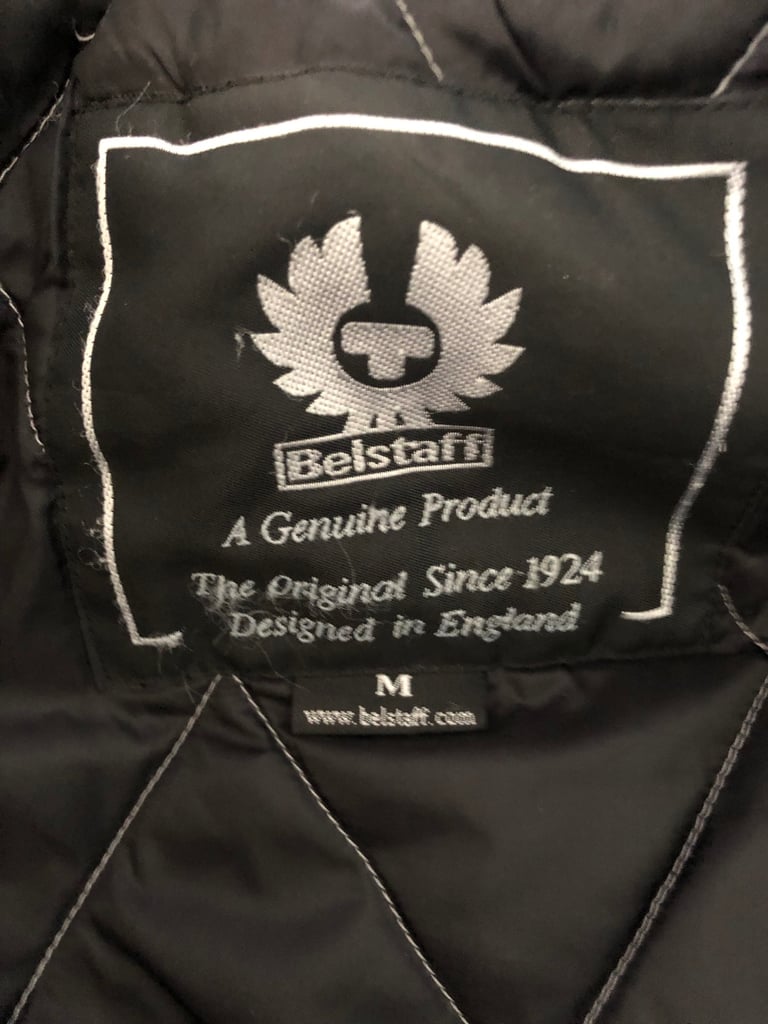 Belstaff
A Genuine Product
The Original Since 1924
Designed in England
M
www.belstaff.com